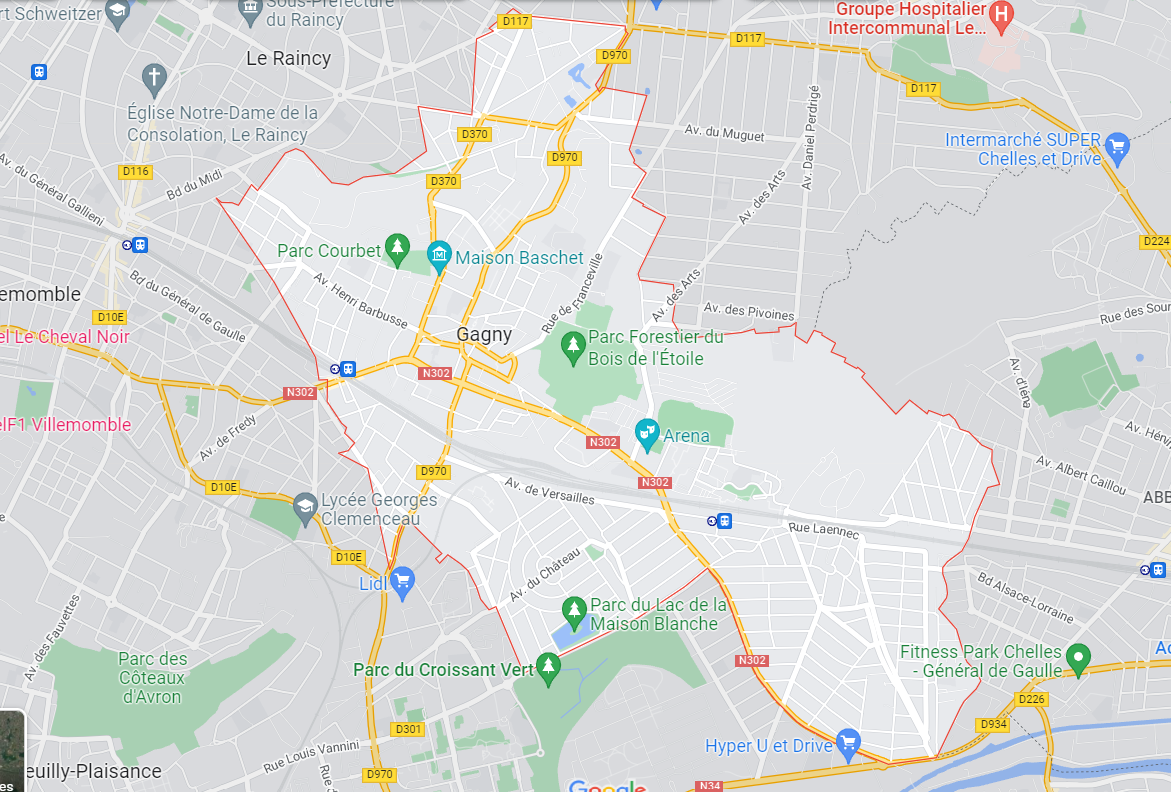 rt Schweitzer
Sous-Préfecture
du Raincy
D117
Groupe Hospitalier
Intercommunal Le...
H
D117
D970
Le Raincy
D117
Église Notre-Dame de la
Consolation, Le Raincy
D370
Av. du Muguet
Av. Daniel Perdrigé
Intermarché SUPER
Chelles et Drive
D970
D116
Av. du Général Gallieni
Bd du Midi
D370
Av. des Arts
D224
Parc Courbet
Maison Baschet
Rue de Franceville
Av. des Arts
emomble
Bd du Général de Gaulle
Av. Henri Barbusse
Av. des Pivoines
Rue des Sour
D10E
el Le Cheval Noir
Gagny
Parc Forestier du
Bois de l'Étoile
N302
N302
Av. d'Iéna
elF1 Villemomble
Av. de Fredy
N302
Arena
Av. Hén
D970
N302
Av. Albert Caillou
D10E
Av. de Versailles
ABB
Lycée Georges
Clemenceau
Rue Laennec
D10E
Lidl
Av. du Château
Bd Alsace-Lorraine
Av. des Fauvettes
Parc du Lac de la
Maison Blanche
Parc des
Côteaux
d'Avron
Parc du Croissant Vert
N302
Fitness Park Chelles
- Général de Gaulle
D226
D301
D934
Rue Louis Vannini
Hyper U et Drive
euilly-Plaisance
D970
Rue d
N34
Google
es